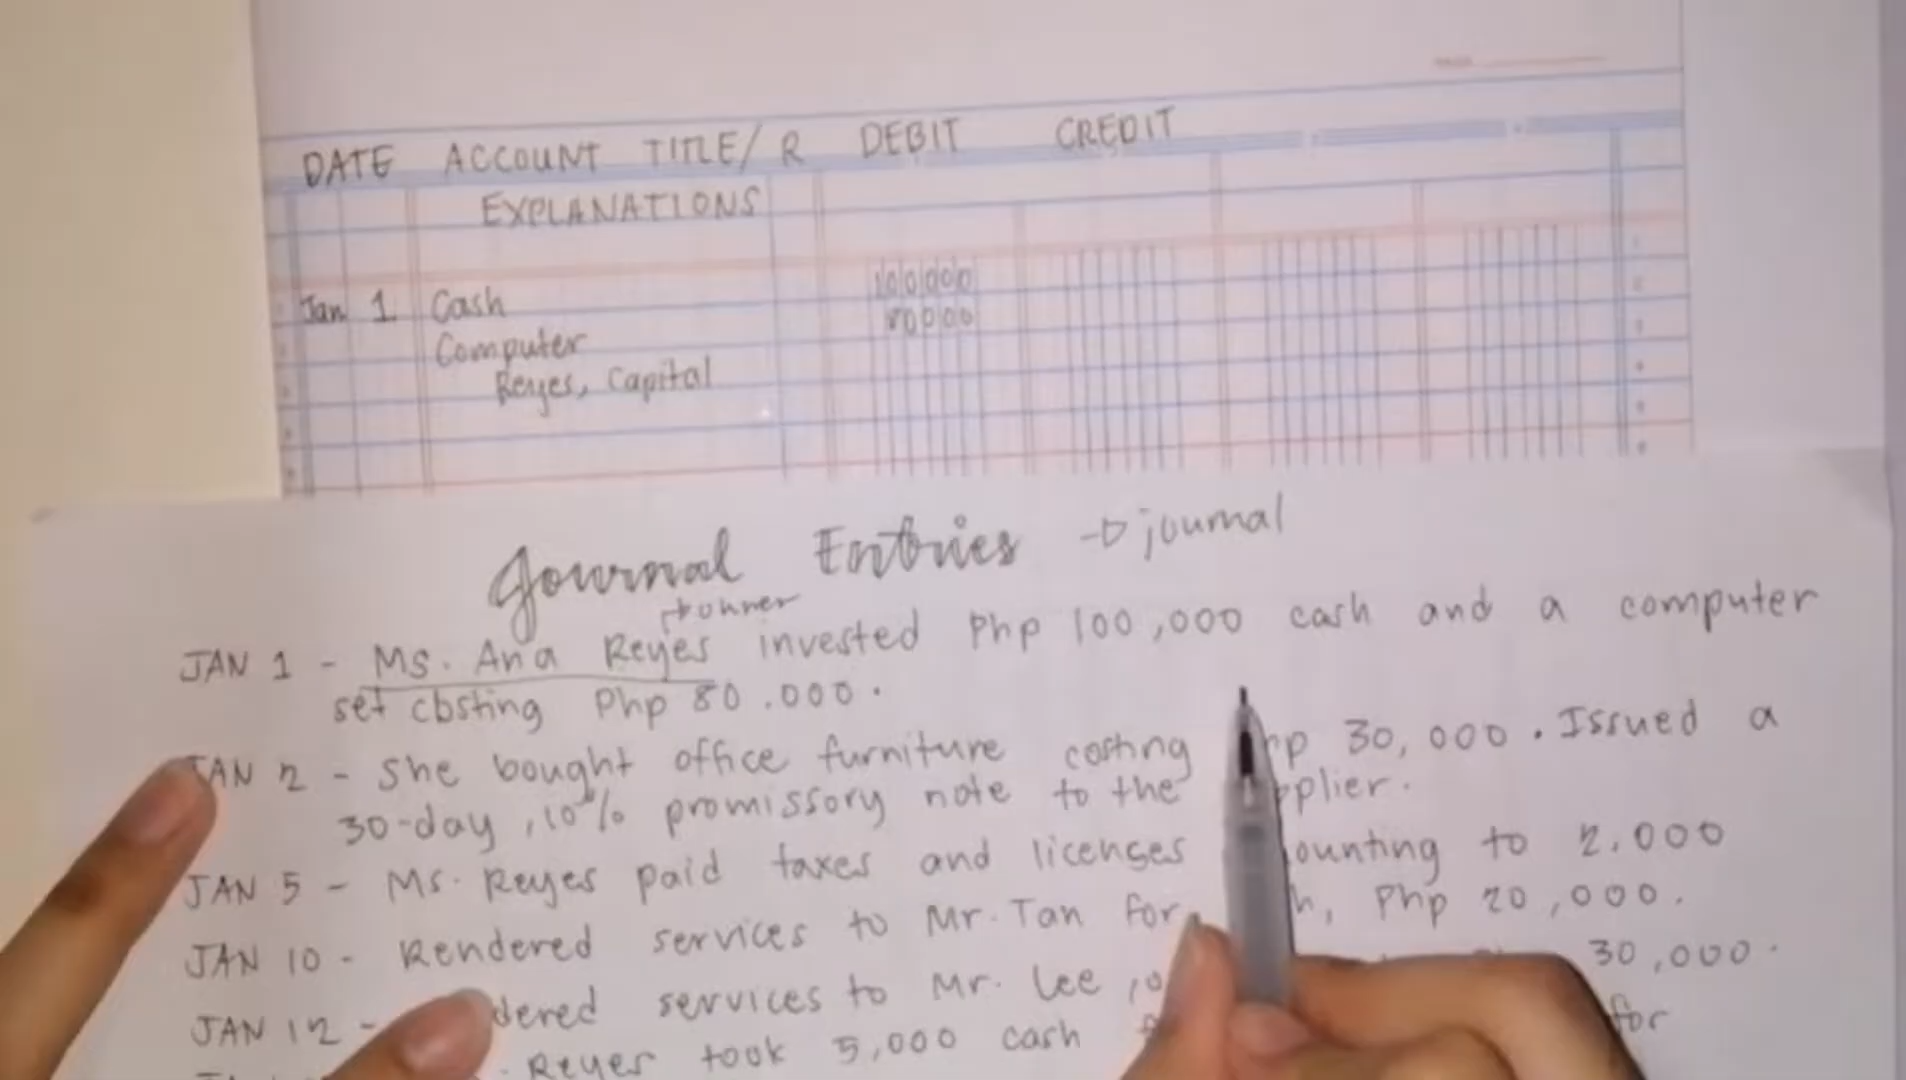 DATE ACCOUNT TITLE/ R DEBIT CREDIT
EXPLANATIONS
Jan 1 Cash 100000
Computer 80000
Reyes, Capital
Journal Entries → journal
→ owner
JAN 1 - Ms. Ana Reyes invested Php 100,000 cash and a computer
set costing Php 80.000.
JAN 2 - She bought office furniture costing 30,000. Issued a
30-day, 10% promissory note to the
JAN 5 - Ms. Reyes paid taxes and licenses to 2.000
JAN 10 - Rendered services to Mr. Tan for Php 20,000.
JAN 12 - services to Mr. Lee, 30,000.
Reyes took 5,000 cash for